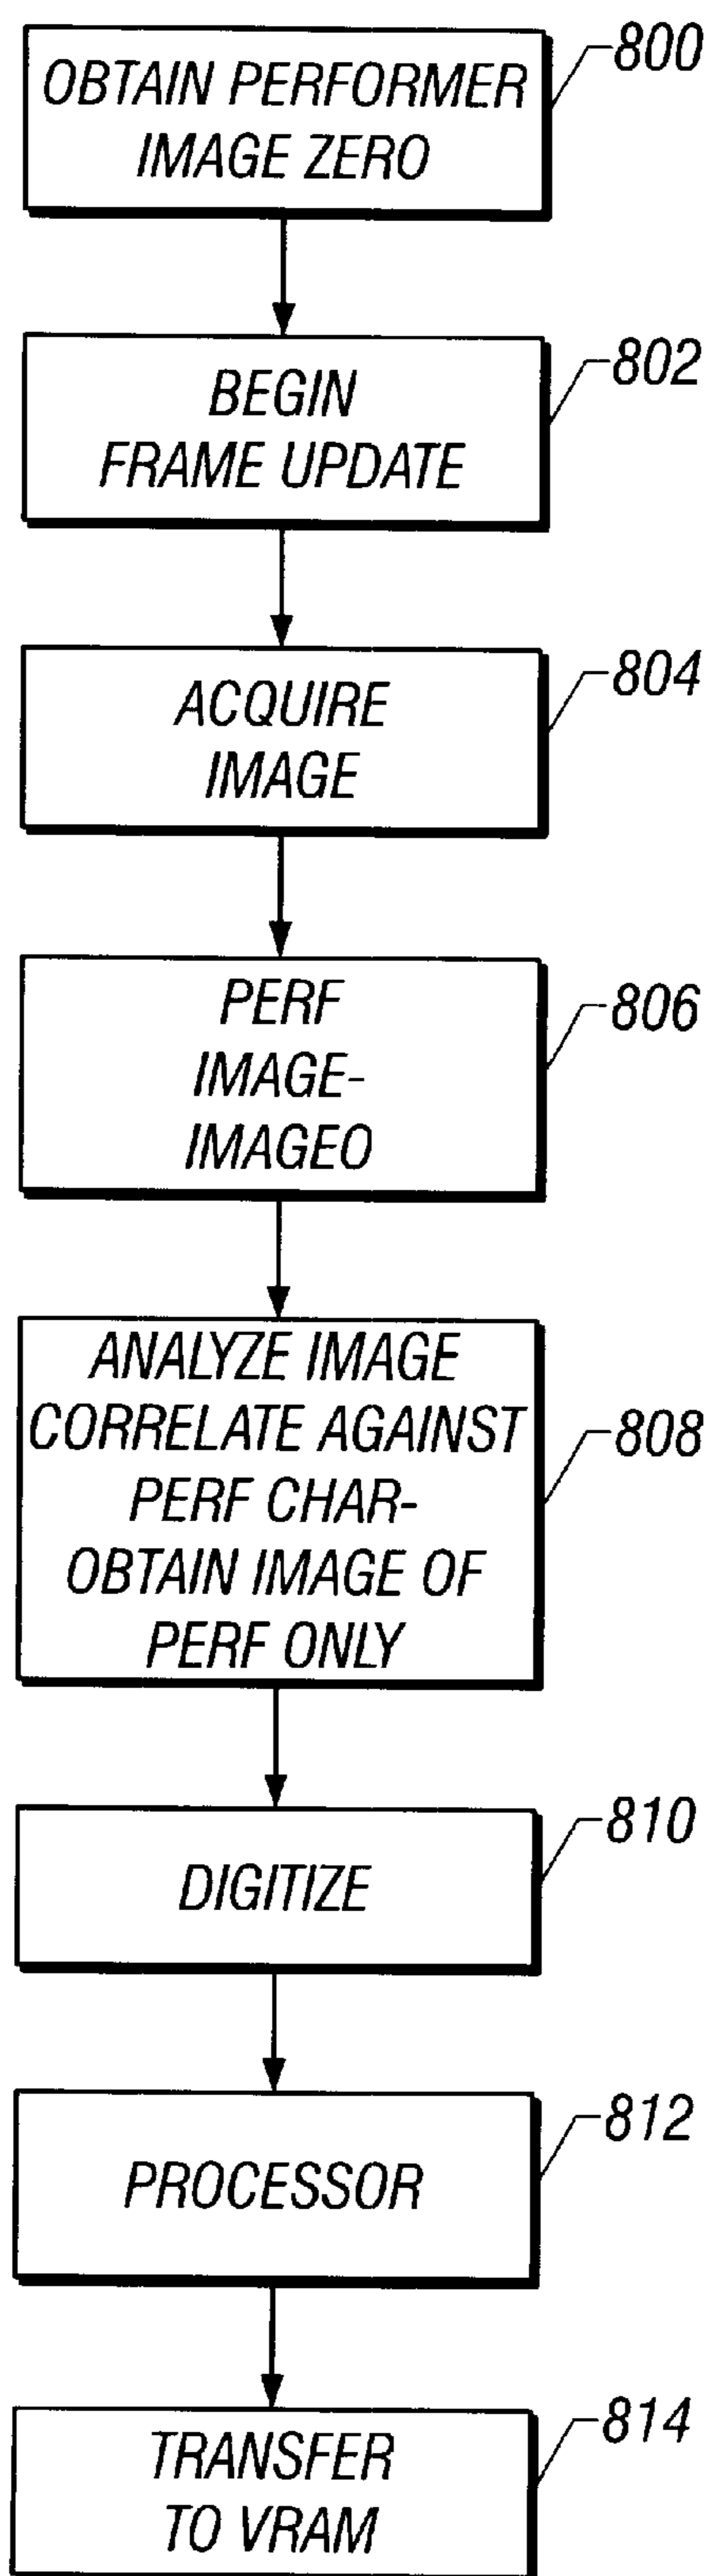 OBTAIN PERFORMER
IMAGE ZERO
800
BEGIN
FRAME UPDATE
802
ACQUIRE
IMAGE
804
PERF
IMAGE-
IMAGEO
806
ANALYZE IMAGE
CORRELATE AGAINST
PERF CHAR-
OBTAIN IMAGE OF
PERF ONLY
808
DIGITIZE
810
PROCESSOR
812
TRANSFER
TO VRAM
814